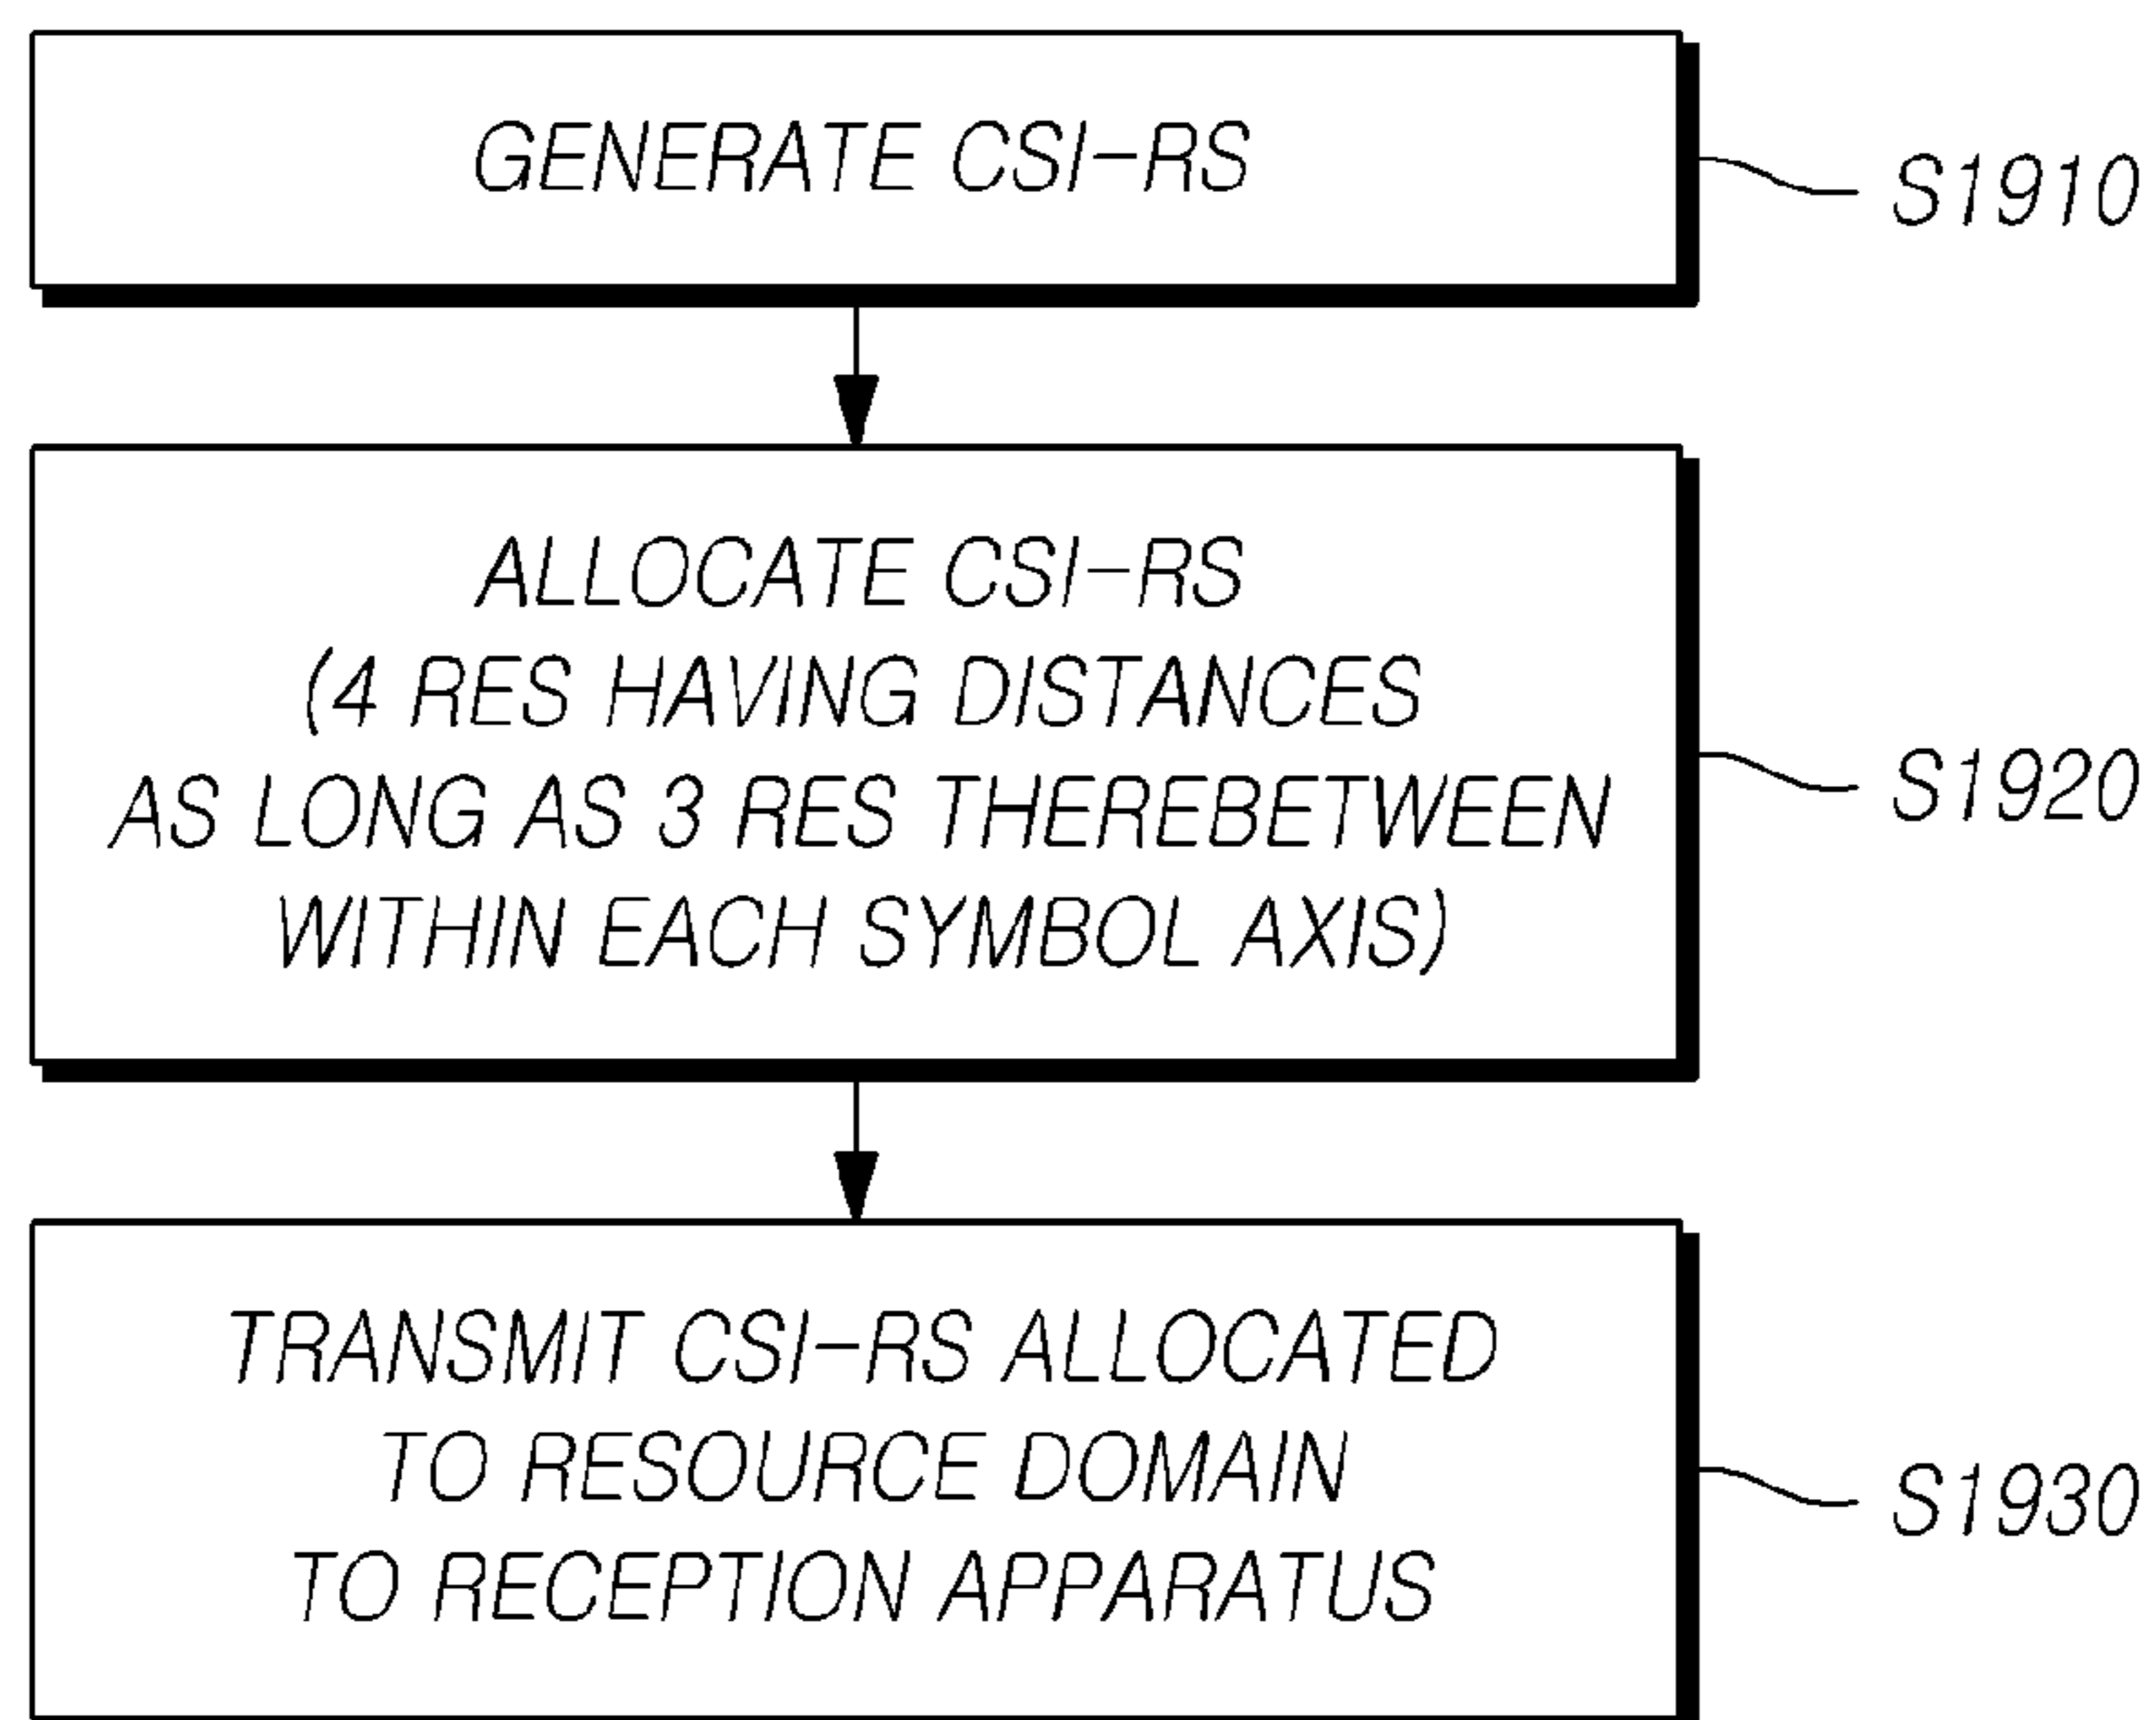 GENERATE CSI-RS
S1910
ALLOCATE CSI-RS
(4 RES HAVING DISTANCES
AS LONG AS 3 RES THEREBETWEEN
WITHIN EACH SYMBOL AXIS)
S1920
TRANSMIT CSI-RS ALLOCATED
TO RESOURCE DOMAIN
TO RECEPTION APPARATUS
S1930